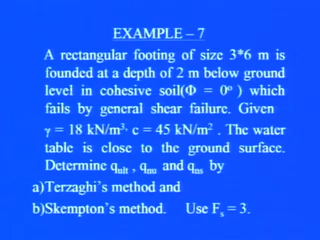 EXAMPLE – 7
A rectangular footing of size 3*6 m is
founded at a depth of 2 m below ground
level in cohesive soil(Φ = 0º ) which
fails by general shear failure. Given
γ = 18 kN/m³, c = 45 kN/m² . The water
table is close to the ground surface.
Determine qult , qnu and qns by
a)Terzaghi's method and
b)Skempton's method. Use Fs = 3.